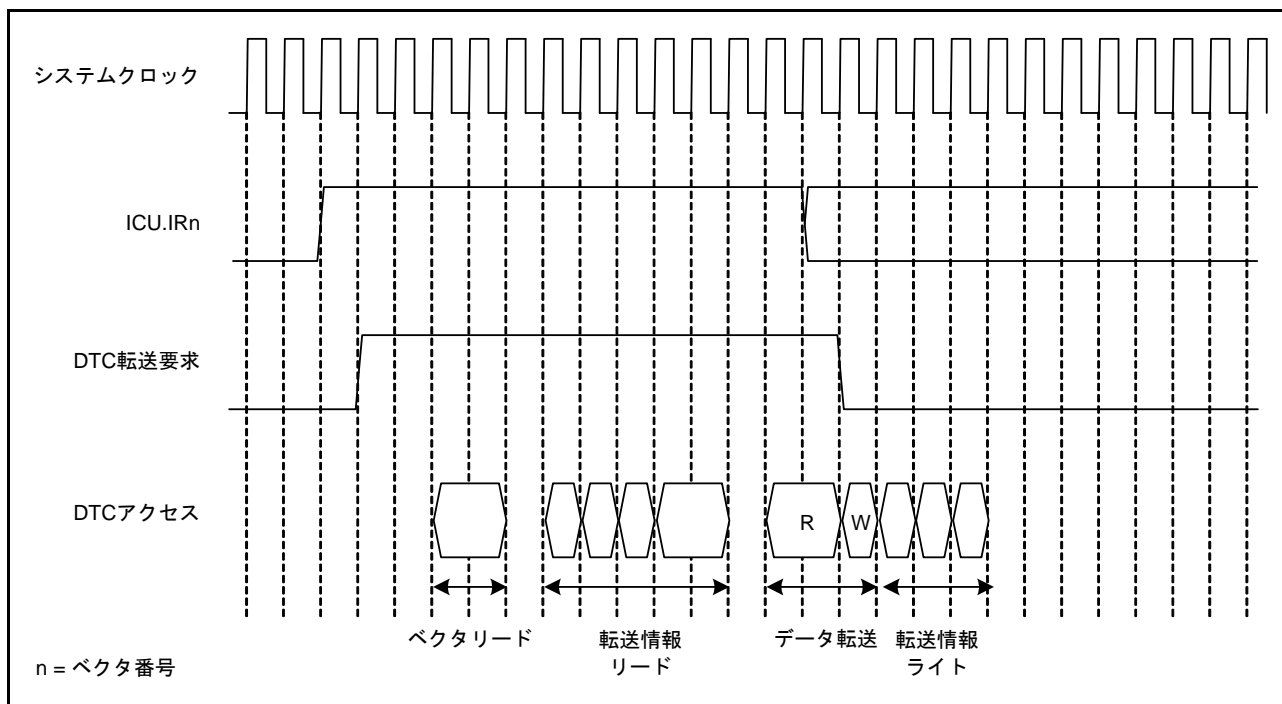 システムクロック
ICU.IRn
DTC転送要求
DTCアクセス
R
W
ベクタリード
転送情報
リード
データ転送
転送情報
ライト
n = ベクタ番号